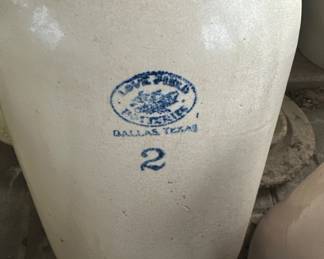 LOVE FIELD
POTTERIES
DALLAS, TEXAS
2